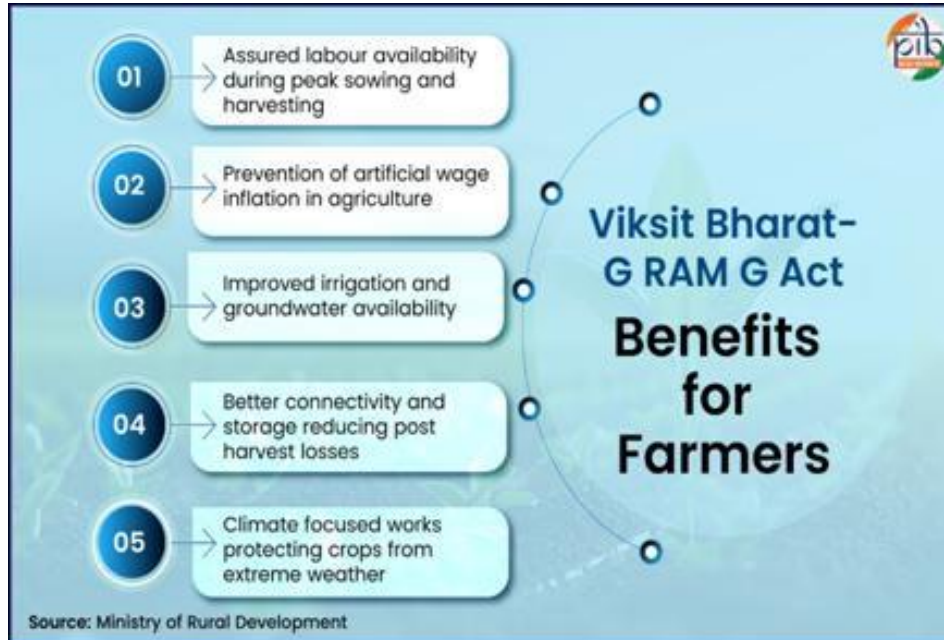 pib
01
Assured labour availability
during peak sowing and
harvesting
02
Prevention of artificial wage
inflation in agriculture
03
Improved irrigation and
groundwater availability
04
Better connectivity and
storage reducing post
harvest losses
05
Climate focused works
protecting crops from
extreme weather
Viksit Bharat-
G RAM G Act
Benefits
for
Farmers
Source: Ministry of Rural Development